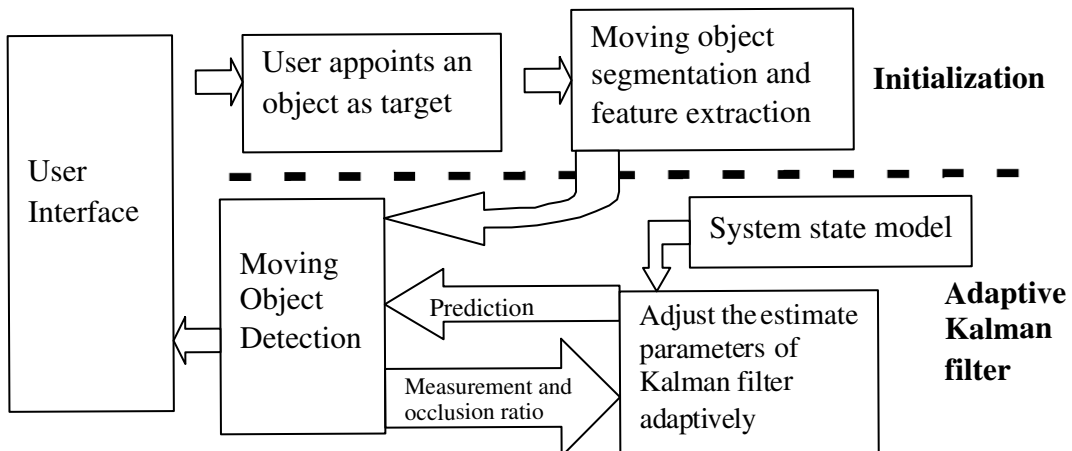 User
Interface
User appoints an
object as target
Moving object
segmentation and
feature extraction
Initialization
Moving
Object
Detection
Prediction
Measurement and
occlusion ratio
System state model
Adjust the estimate
parameters of
Kalman filter
adaptively
Adaptive
Kalman
filter